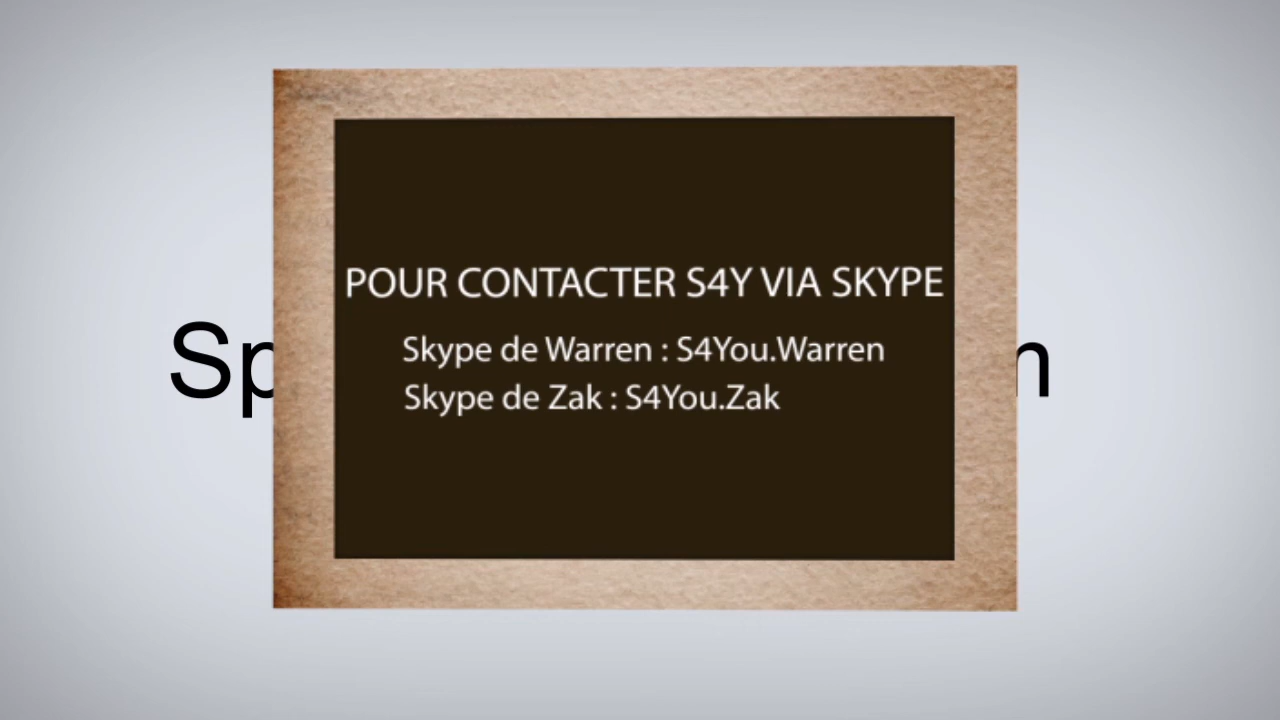 POUR CONTACTER S4Y VIA SKYPE
Skype de Warren : S4You.Warren
Skype de Zak : S4You.Zak